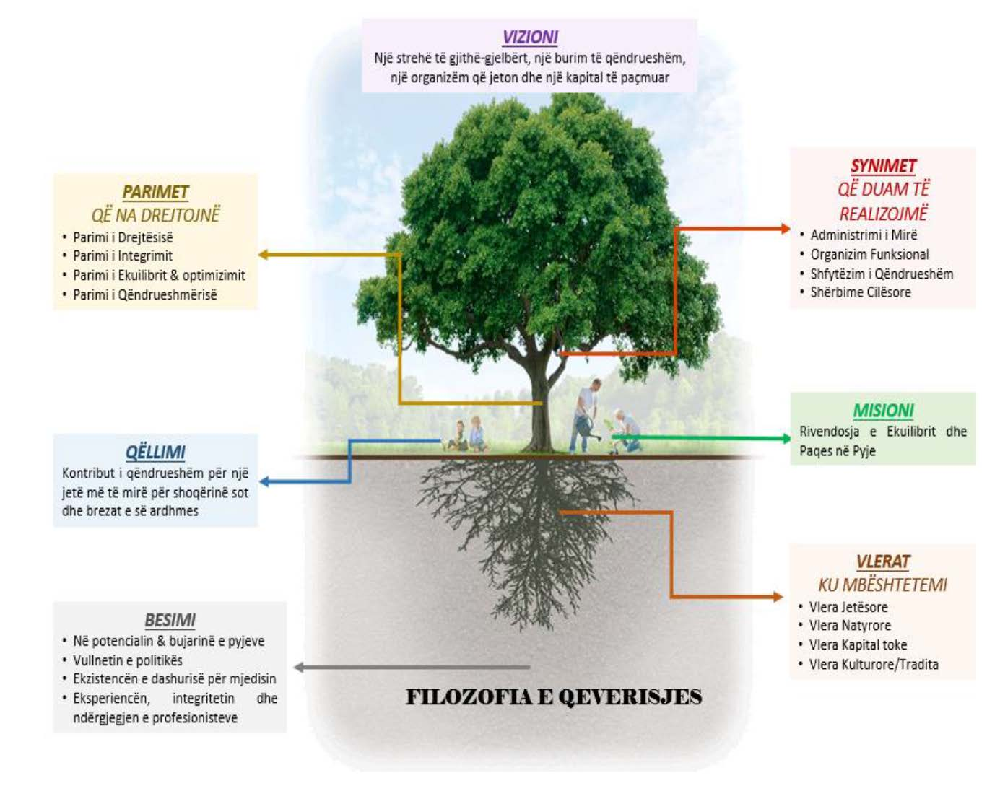 VIZIONI
Një strehë të gjithë-gjelbërt, një burim të qëndrueshëm,
një organizëm që jeton dhe një kapital të paçmuar
PARIMET
QË NA DREJTOJNË
• Parimi i Drejtësisë
• Parimi i Integrimit
• Parimi i Ekuilibrit & optimizimit
• Parimi i Qëndrueshmërisë
SYNIMET
QË DUAM TË
REALIZOJMË
• Administrimi i Mirë
• Organizim Funksional
• Shfytëzim i Qëndrueshëm
• Shërbime Cilësore
QËLLIMI
Kontribut i qëndrueshëm për një
jetë më të mirë për shoqërinë sot
dhe brezat e së ardhmes
MISIONI
Rivendosja e Ekuilibrit dhe
Paqes në Pyje
BESIMI
• Në potencialin & bujarinë e pyjeve
• Vullnetin e politikës
• Ekzistencën e dashurisë për mjedisin
• Eksperiencën, integritetin dhe
ndërgjegjen e profesionisteve
VLERAT
KU MBËSHTETEMI
• Vlera Jetësore
• Vlera Natyrore
• Vlera Kapital toke
• Vlera Kulturore/Tradita
FILOZOFIA E QEVERISJES